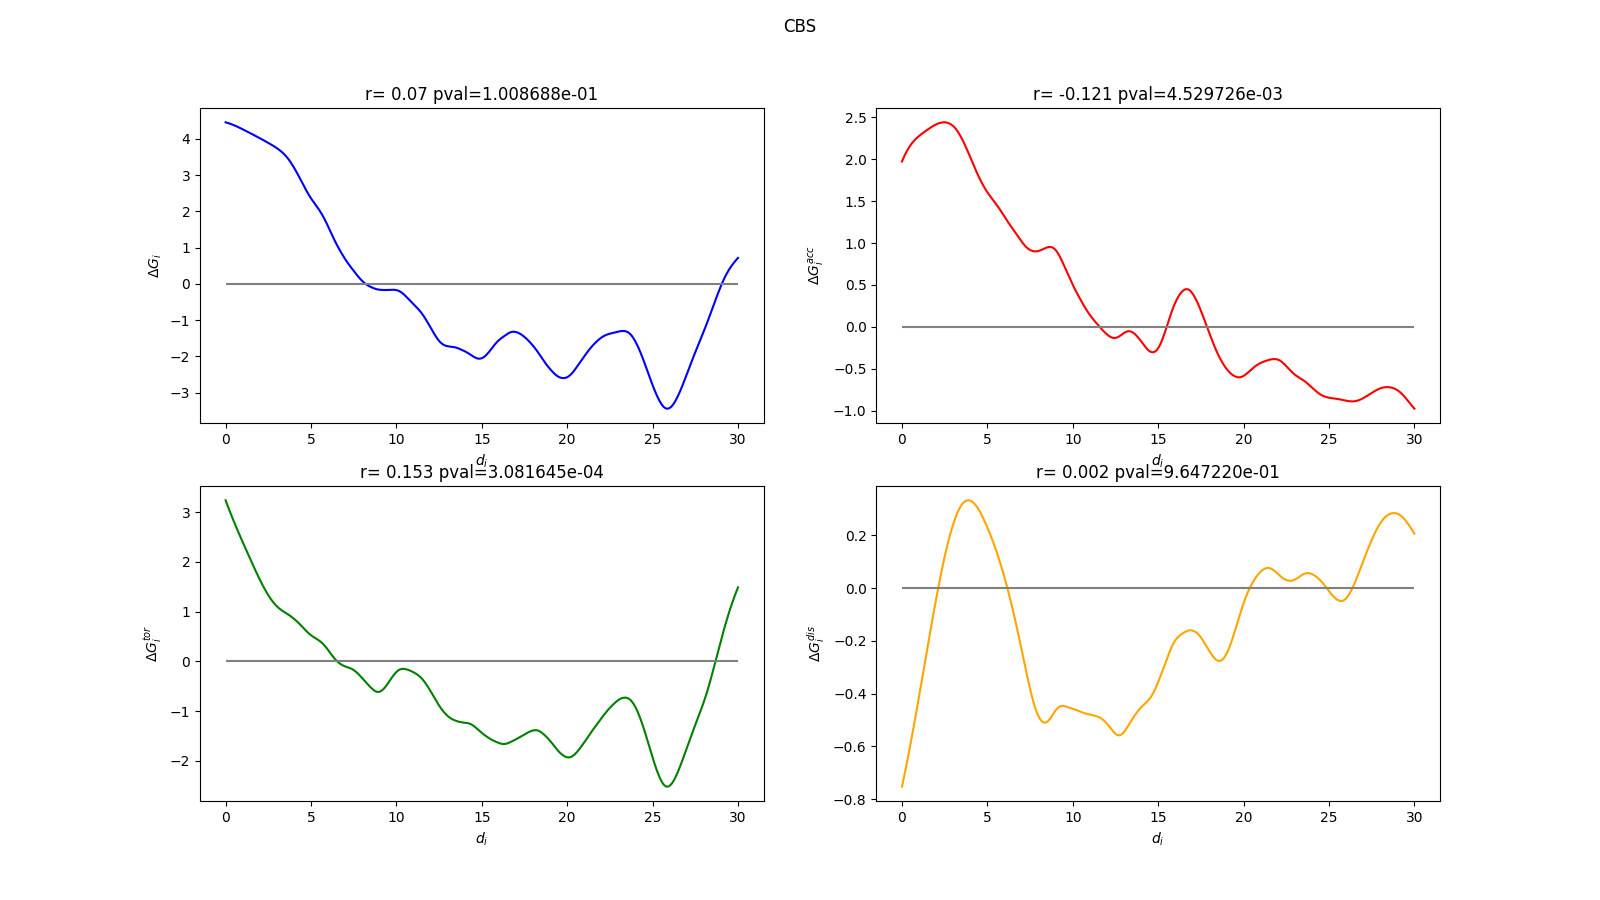 CBS
r= 0.07 pval=1.008688e-01
ΔG_i
4
3
2
1
0
−1
−2
−3
0 5 10 15 20 25 30
d_i
r= -0.121 pval=4.529726e-03
ΔG_i^acc
2.5
2.0
1.5
1.0
0.5
0.0
−0.5
−1.0
0 5 10 15 20 25 30
d_i
r= 0.153 pval=3.081645e-04
ΔG_i^tor
3
2
1
0
−1
−2
0 5 10 15 20 25 30
d_i
r= 0.002 pval=9.647220e-01
ΔG_i^dis
0.2
0.0
−0.2
−0.4
−0.6
−0.8
0 5 10 15 20 25 30
d_i